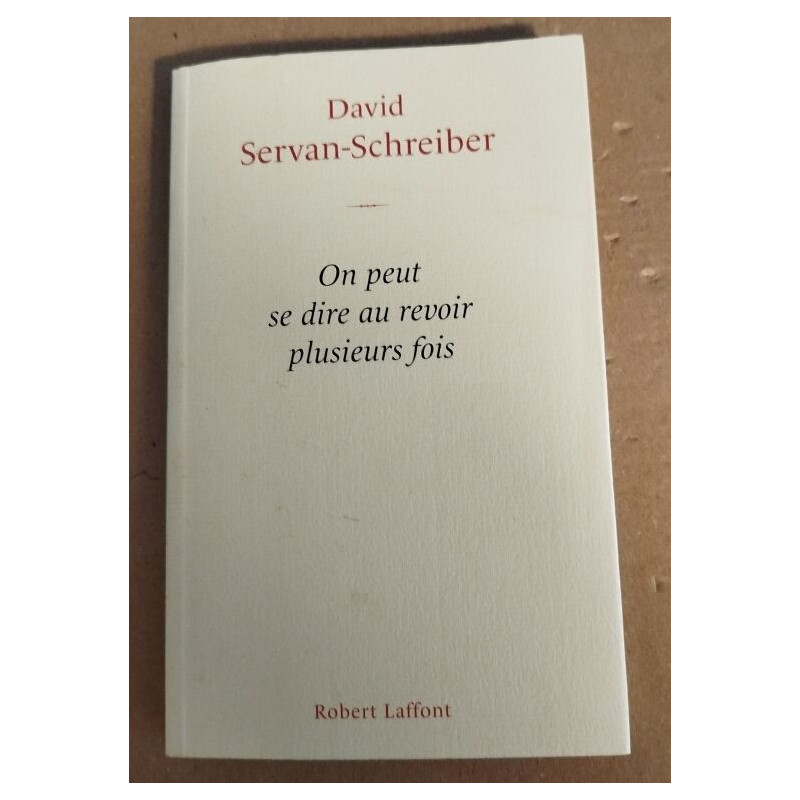 David
Servan-Schreiber
On peut
se dire au revoir
plusieurs fois
Robert Laffont